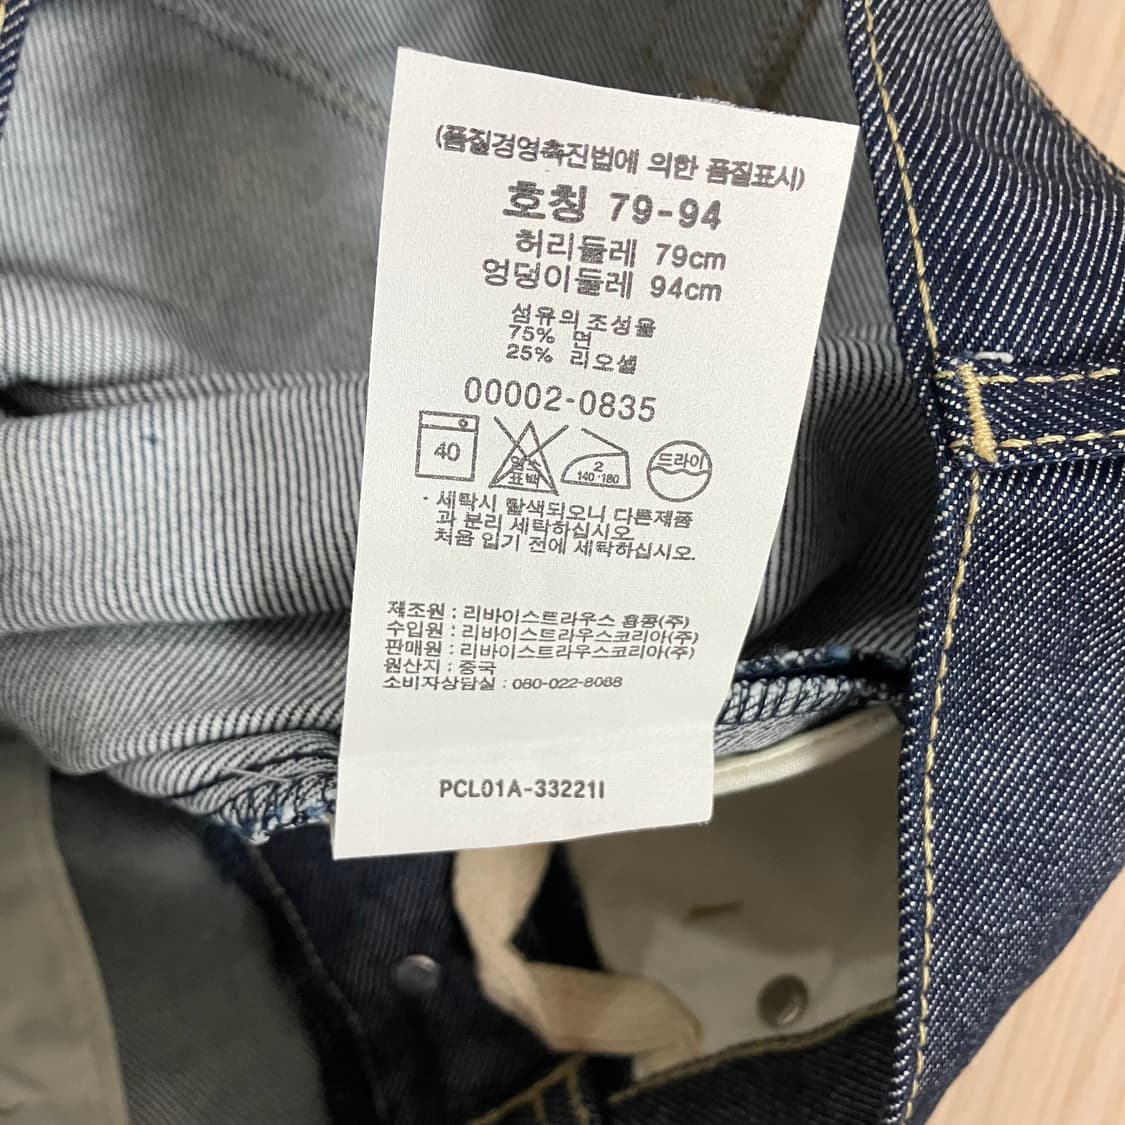 (품질경영촉진법에 의한 품질표시)
호칭 79-94
허리둘레 79cm
엉덩이둘레 94cm
섬유의 조성율
75% 면
25% 리오셀
00002-0835
40
염소
표백
2
140-180
드라이
· 세탁시 탈색되오니 다른제품
과 분리 세탁하십시오.
처음 입기 전에 세탁하십시오.
제조원 : 리바이스트라우스 홍콩(주)
수입원 : 리바이스트라우스코리아(주)
판매원 : 리바이스트라우스코리아(주)
원산지 : 중국
소비자상담실 : 080-022-8088
PCL01A-33221I